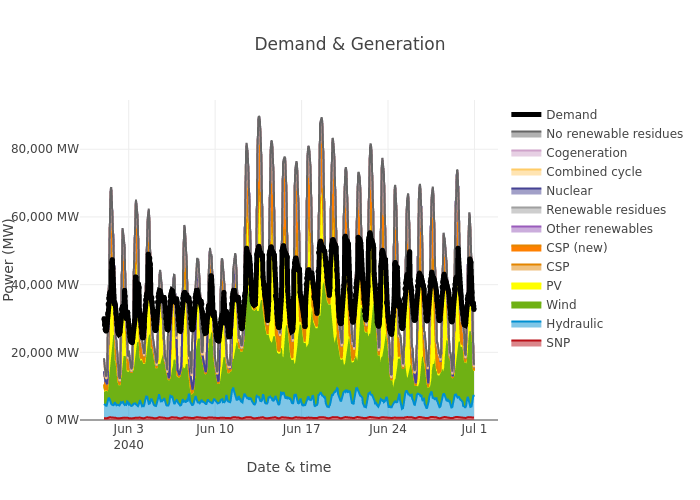 Demand & Generation
80,000 MW
60,000 MW
40,000 MW
20,000 MW
0 MW
Power (MW)
Jun 3
2040
Jun 10
Jun 17
Jun 24
Jul 1
Date & time
Demand
No renewable residues
Cogeneration
Combined cycle
Nuclear
Renewable residues
Other renewables
CSP (new)
CSP
PV
Wind
Hydraulic
SNP